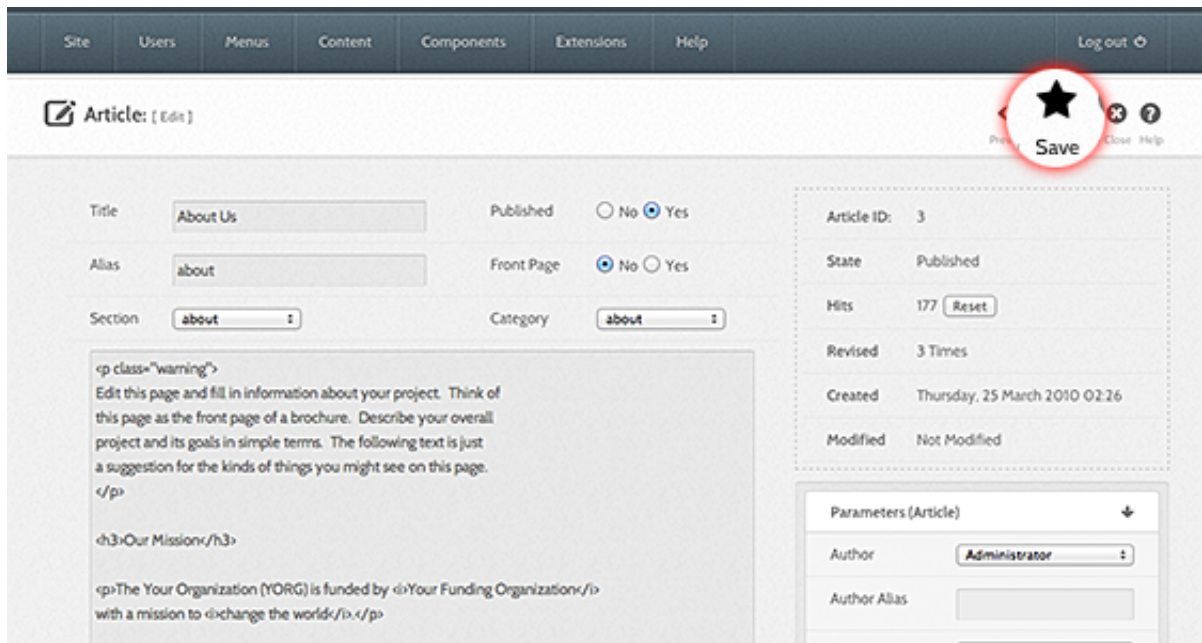 Site Users Menus Content Components Extensions Help Log out
Article: [ Edit ]
Save Close Help
Title About Us Published No Yes
Alias about Front Page No Yes
Section about Category about
<p class="warning">
Edit this page and fill in information about your project. Think of
this page as the front page of a brochure. Describe your overall
project and its goals in simple terms. The following text is just
a suggestion for the kinds of things you might see on this page.
</p>
<h3>Our Mission</h3>
<p>The Your Organization (YORG) is funded by <i>Your Funding Organization</i>
with a mission to <i>change the world</i>.</p>
Article ID: 3
State Published
Hits 177 Reset
Revised 3 Times
Created Thursday, 25 March 2010 02:26
Modified Not Modified
Parameters (Article)
Author Administrator
Author Alias